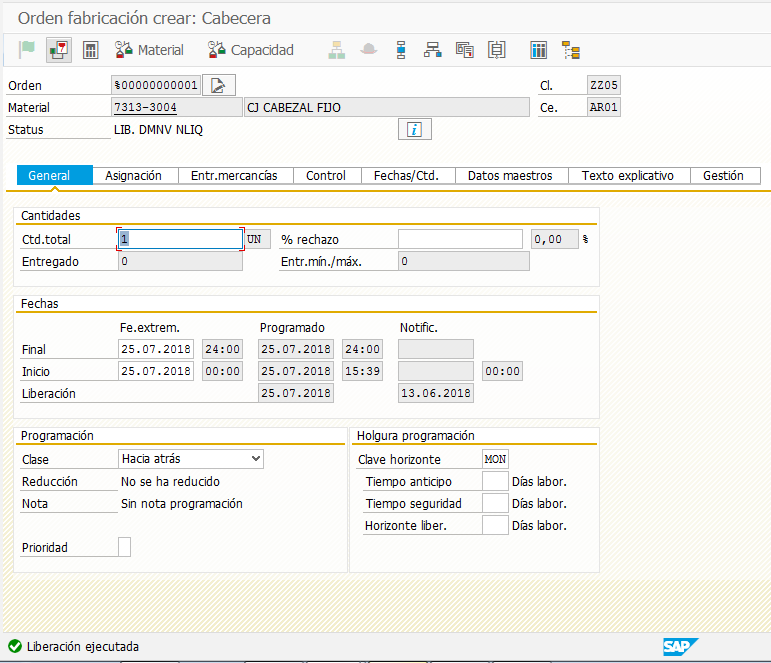 Orden fabricación crear: Cabecera
Material Capacidad
Orden %00000000001 Cl. ZZ05
Material 7313-3004 CJ CABEZAL FIJO Ce. AR01
Status LIB. DMNV NLIQ
General Asignación Entr.mercancías Control Fechas/Ctd. Datos maestros Texto explicativo Gestión
Cantidades
Ctd.total 1 UN % rechazo 0,00 %
Entregado 0 Entr.mín./máx. 0
Fechas
Fe.extrem. Programado Notific.
Final 25.07.2018 24:00 25.07.2018 24:00
Inicio 25.07.2018 00:00 25.07.2018 15:39 00:00
Liberación 25.07.2018 13.06.2018
Programación Holgura programación
Clase Hacia atrás Clave horizonte MON
Reducción No se ha reducido Tiempo anticipo Días labor.
Nota Sin nota programación Tiempo seguridad Días labor.
Horizonte liber. Días labor.
Prioridad
Liberación ejecutada SAP